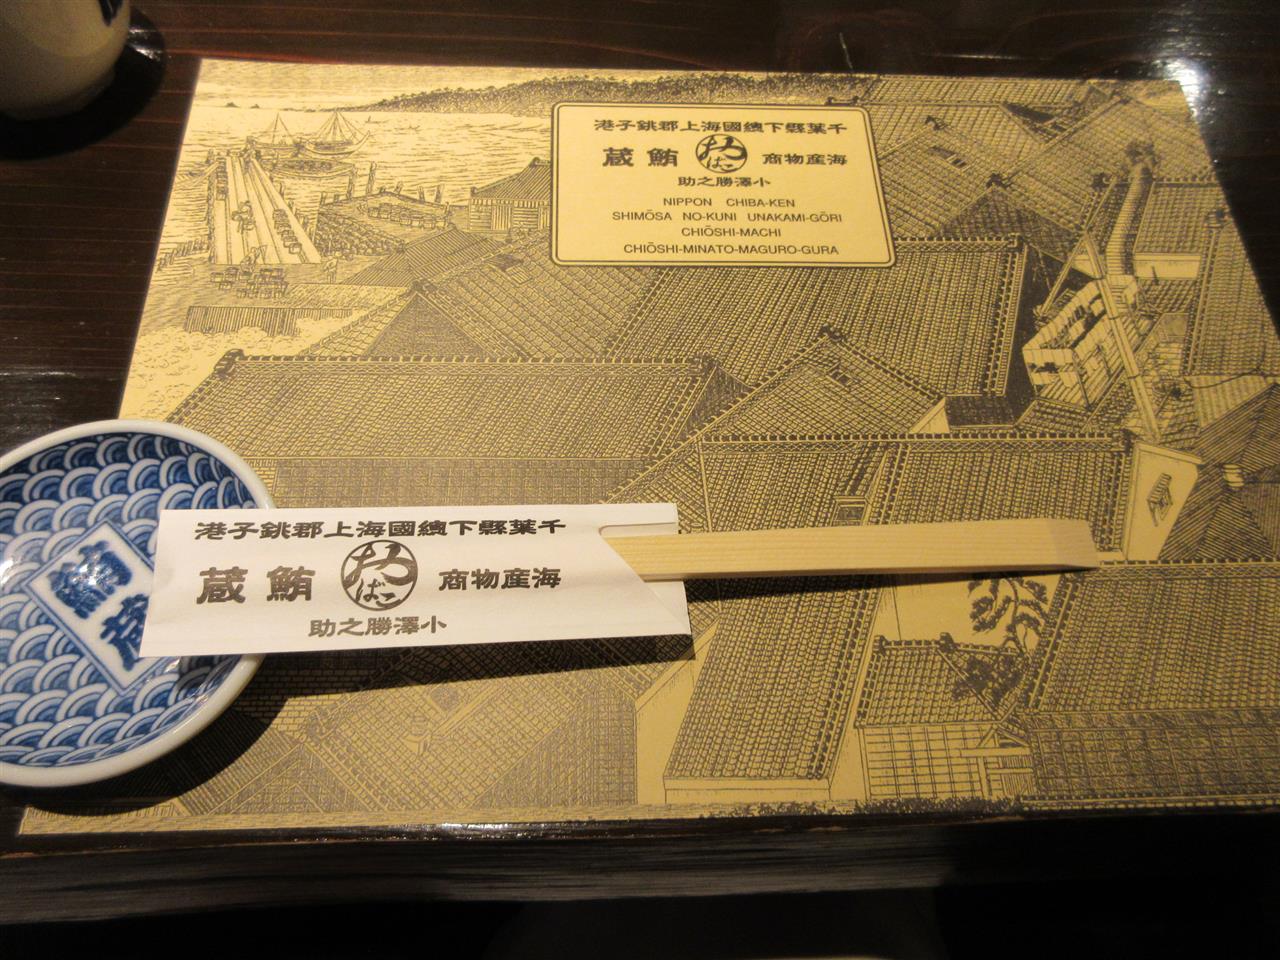 千葉縣下總國海上郡銚子港
海産物商 鮪蔵
小澤勝之助
NIPPON CHIBA-KEN
SHIMŌSA NO-KUNI UNAKAMI-GŌRI
CHIŌSHI-MACHI
CHIŌSHI-MINATO-MAGURO-GURA
千葉縣下總國海上郡銚子港
海産物商 鮪蔵
小澤勝之助